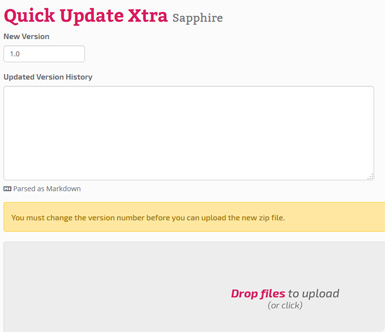 Quick Update Xtra Sapphire
New Version
1.0
Updated Version History
Parsed as Markdown
You must change the version number before you can upload the new zip file.
Drop files to upload
(or click)